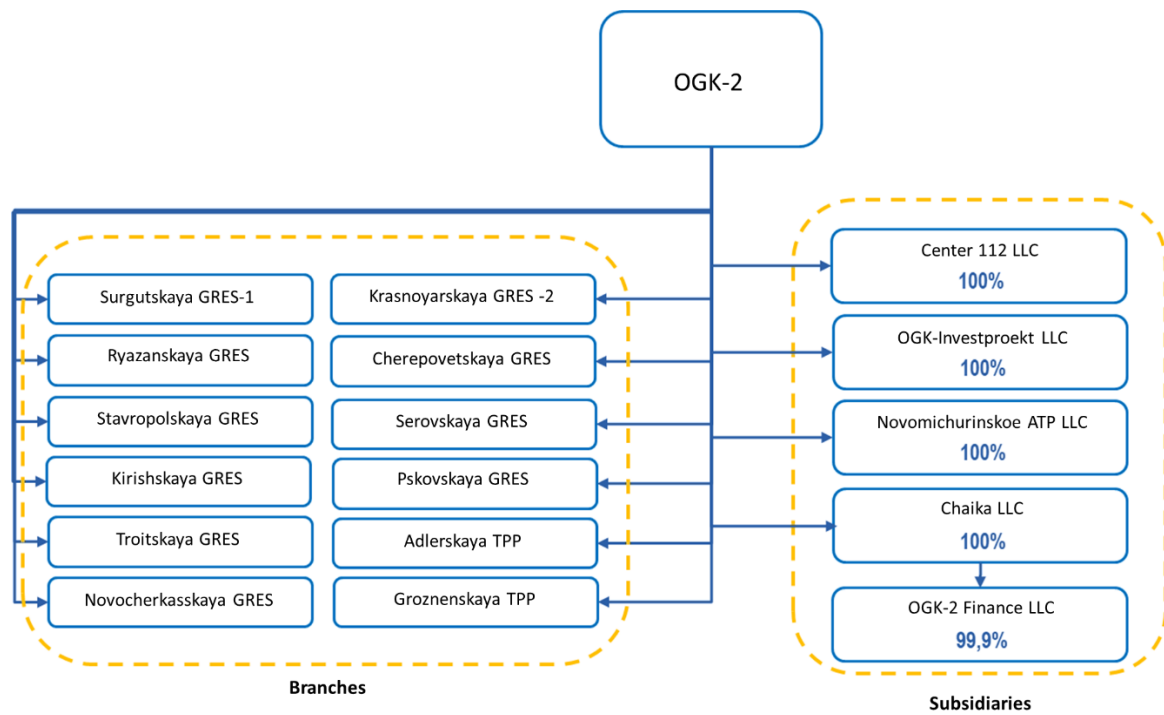 OGK-2
Surgutskaya GRES-1
Ryazanskaya GRES
Stavropolskaya GRES
Kirishskaya GRES
Troitskaya GRES
Novocherkasskaya GRES
Krasnoyarskaya GRES -2
Cherepovetskaya GRES
Serovskaya GRES
Pskovskaya GRES
Adlerskaya TPP
Groznenskaya TPP
Branches
Center 112 LLC
100%
OGK-Investproekt LLC
100%
Novomichurinskoe ATP LLC
100%
Chaika LLC
100%
OGK-2 Finance LLC
99,9%
Subsidiaries